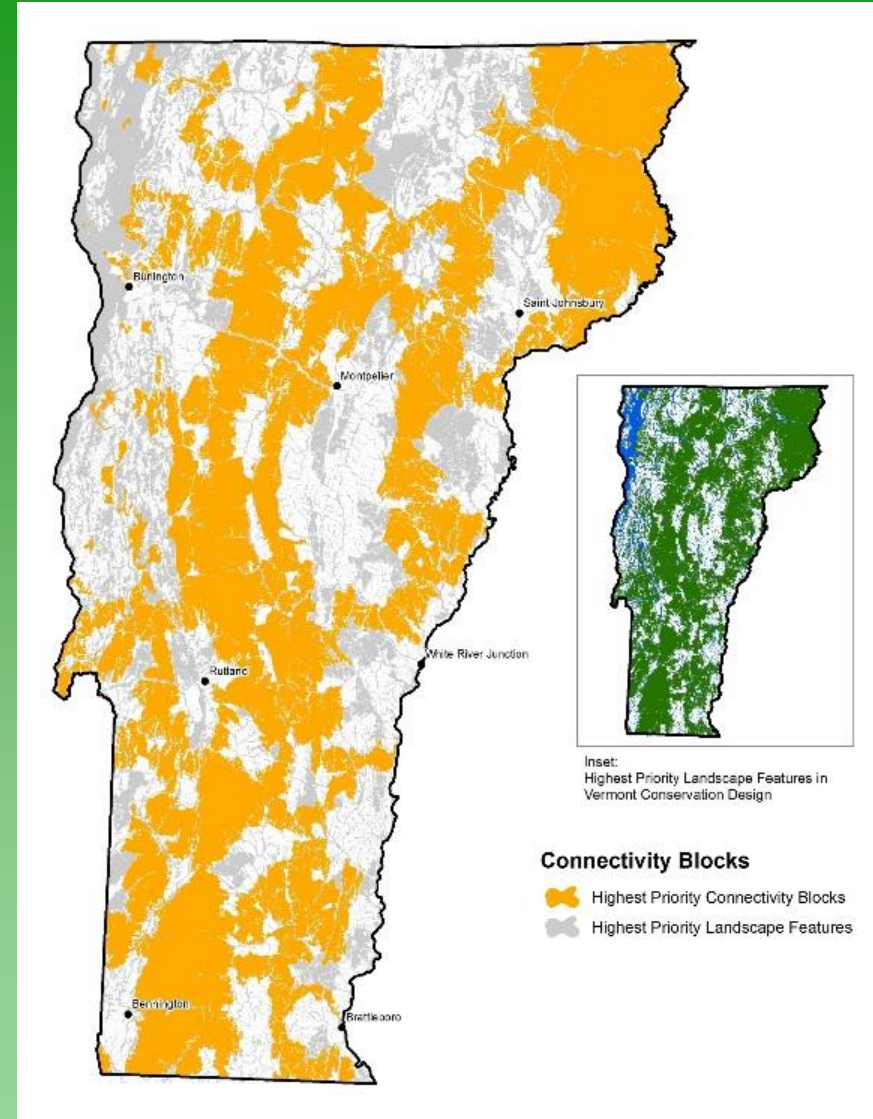 Burlington
Saint Johnsbury
Montpelier
White River Junction
Rutland
Inset:
Highest Priority Landscape Features in
Vermont Conservation Design
Connectivity Blocks
Highest Priority Connectivity Blocks
Highest Priority Landscape Features
Bennington
Brattleboro